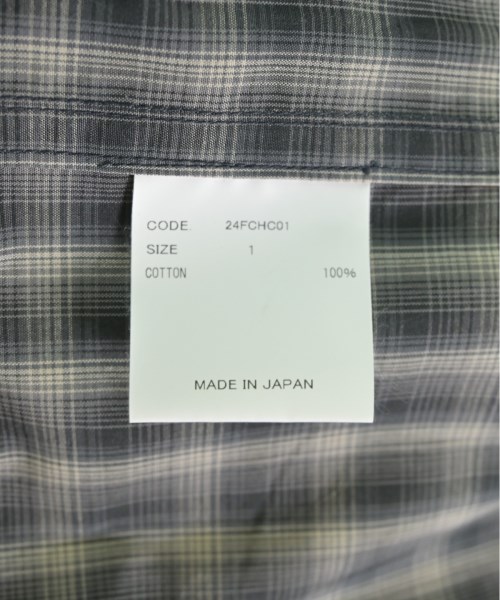 CODE 24FCHC01
SIZE 1
COTTON 100%
MADE IN JAPAN